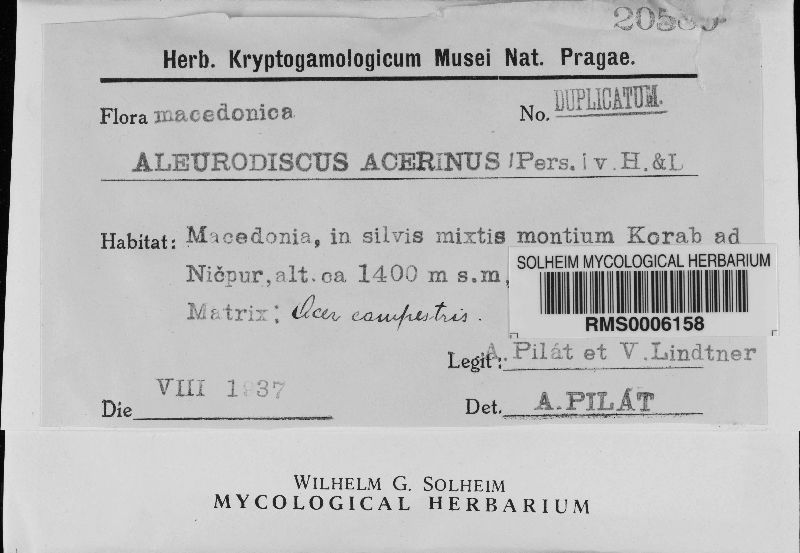 Herb. Kryptogamologicum Musei Nat. Pragae.
Flora macedonica No. DUPLICATUM.
ALEURODISCUS ACERINUS /Pers./ v.H.&L
Habitat: Macedonia, in silvis mixtis montium Korab ad
Ničpur, alt. ca 1400 m s.m,
Matrix: Acer campestris.
SOLHEIM MYCOLOGICAL HERBARIUM
RMS0006158
Legit: A. Pilát et V. Lindtner
Die VIII 1937
Det. A. PILÁT
WILHELM G. SOLHEIM
MYCOLOGICAL HERBARIUM